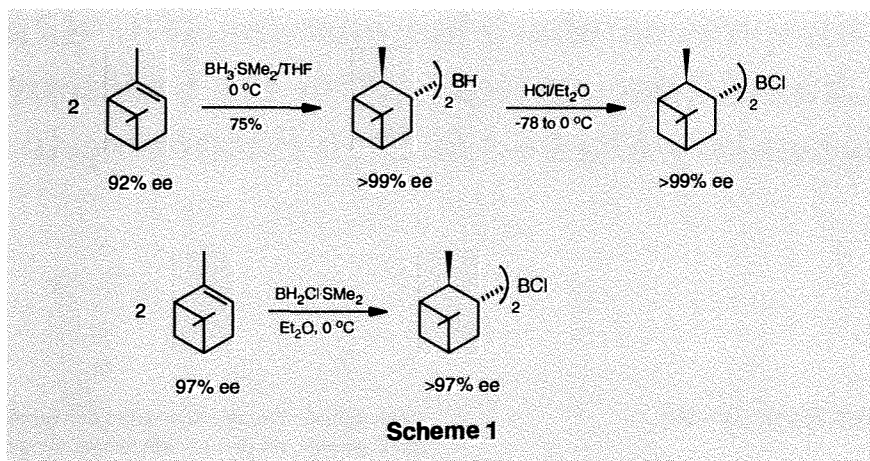 2
BH₃·SMe₂/THF
0 °C
75%
) 2 BH
HCl/Et₂O
-78 to 0 °C
) 2 BCl
92% ee
>99% ee
>99% ee
2
BH₂Cl·SMe₂
Et₂O, 0 °C
) 2 BCl
97% ee
>97% ee
Scheme 1